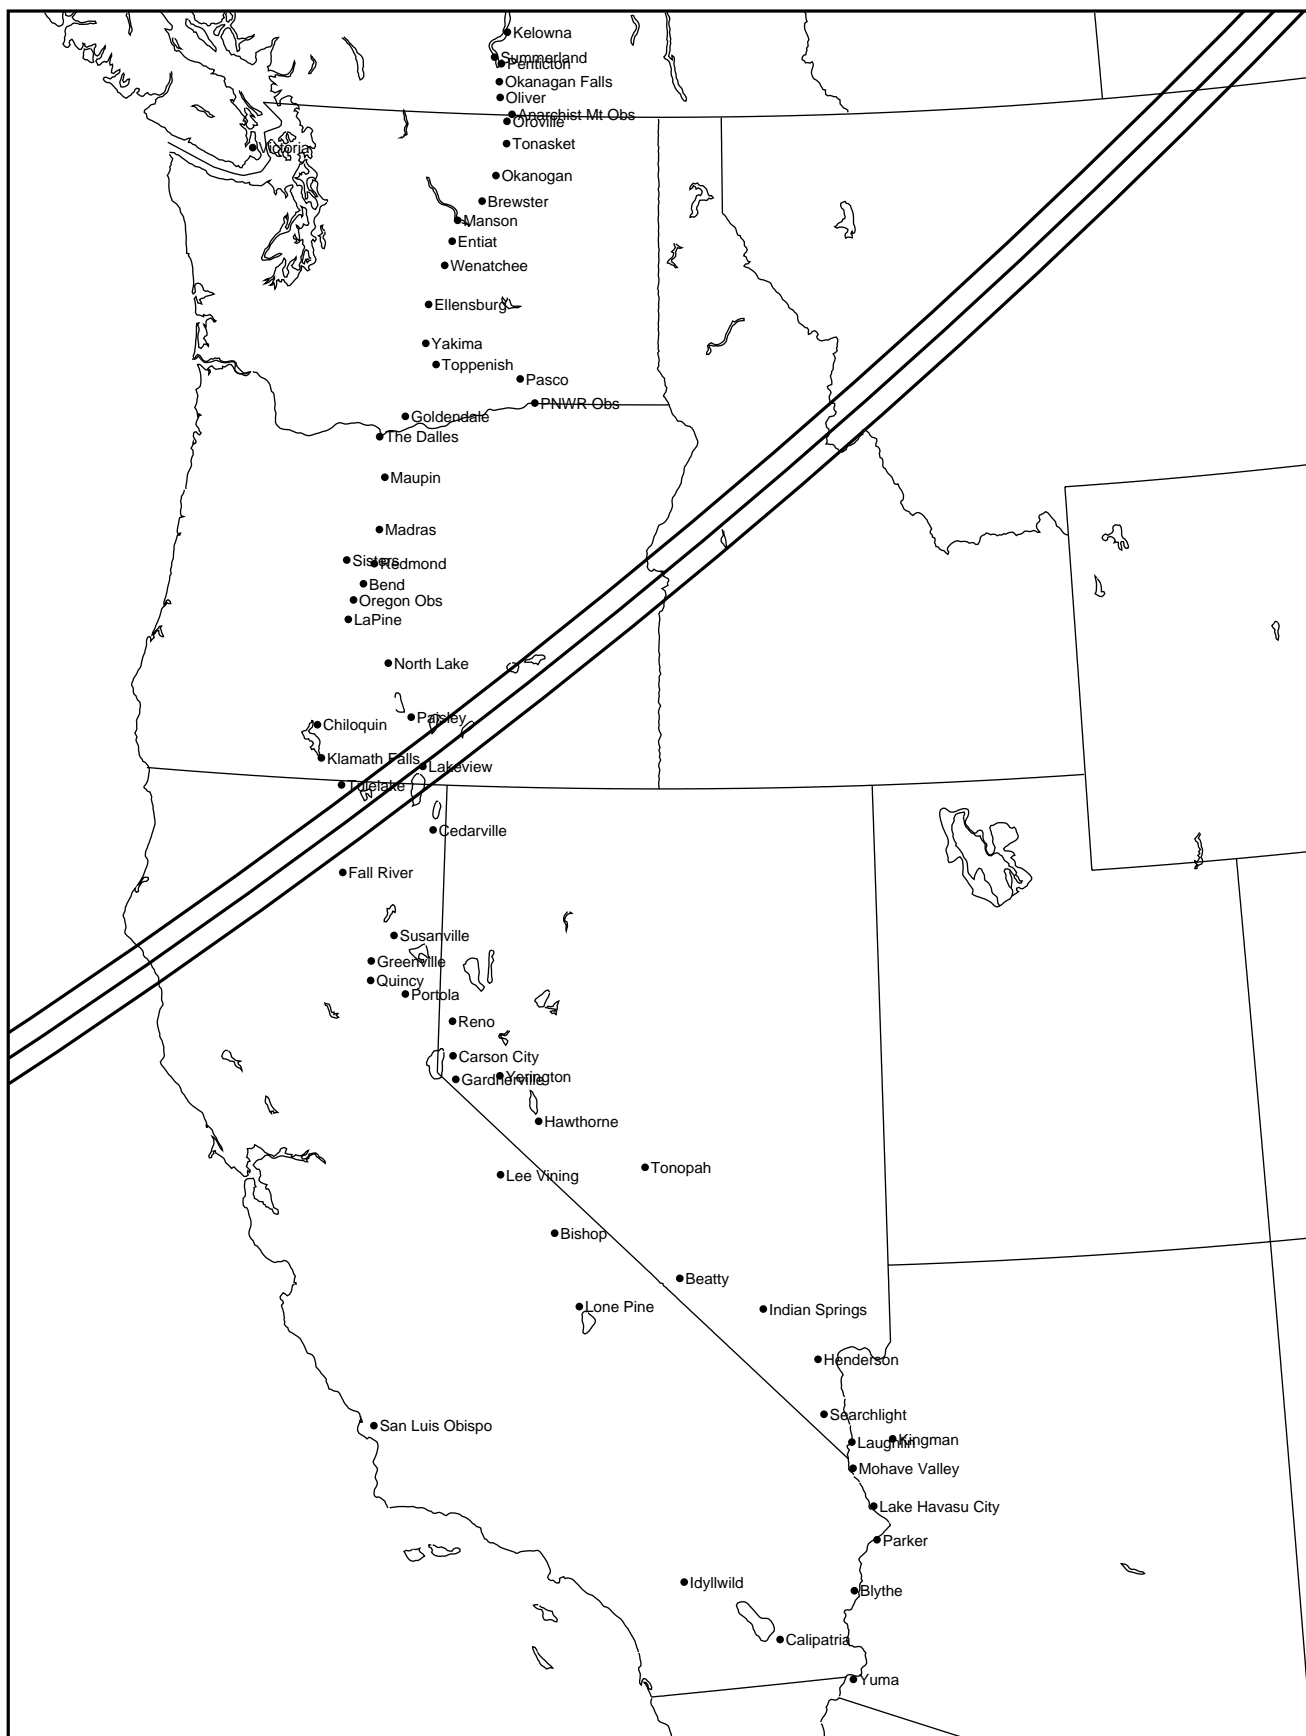 Kelowna
Summerland
Penticton
Okanagan Falls
Oliver
Anarchist Mt Obs
Oroville
Tonasket
Victoria
Okanogan
Brewster
Manson
Entiat
Wenatchee
Ellensburg
Yakima
Toppenish
Pasco
PNWR Obs
Goldendale
The Dalles
Maupin
Madras
Sisters
Redmond
Bend
Oregon Obs
LaPine
North Lake
Paisley
Chiloquin
Klamath Falls
Lakeview
Tulelake
Cedarville
Fall River
Susanville
Greenville
Quincy
Portola
Reno
Carson City
Yerington
Gardnerville
Hawthorne
Tonopah
Lee Vining
Bishop
Beatty
Lone Pine
Indian Springs
Henderson
Searchlight
San Luis Obispo
Kingman
Laughlin
Mohave Valley
Lake Havasu City
Parker
Idyllwild
Blythe
Calipatria
Yuma